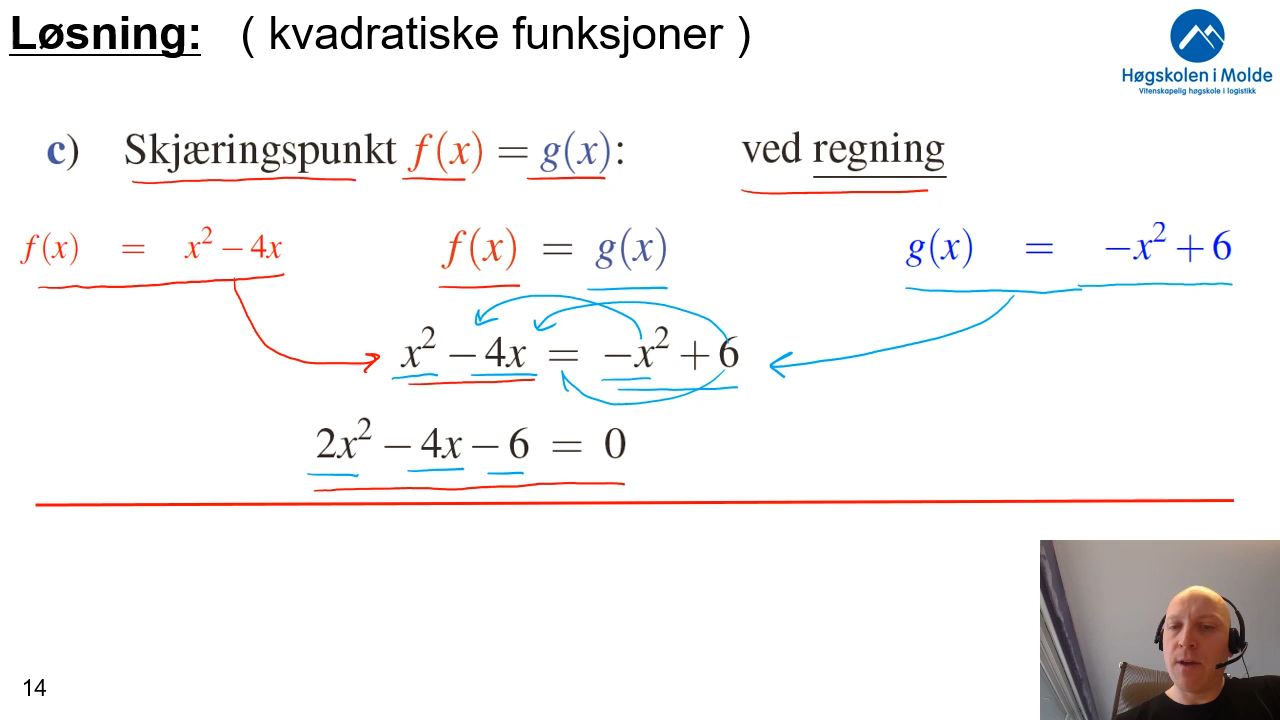 Løsning: ( kvadratiske funksjoner )
Høgskolen i Molde
Vitenskapelig høgskole i logistikk
c) Skjæringspunkt f(x) = g(x): ved regning
f(x) = x² − 4x f(x) = g(x) g(x) = −x² + 6
x² − 4x = −x² + 6
2x² − 4x − 6 = 0
14